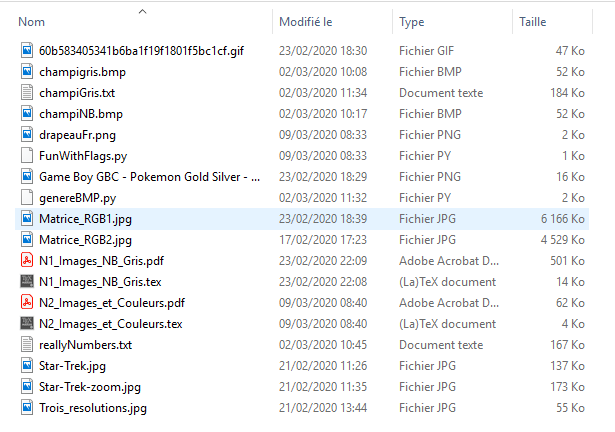 Nom Modifié le Type Taille
60b583405341b6ba1f19f1801f5bc1cf.gif 23/02/2020 18:30 Fichier GIF 47 Ko
champigris.bmp 02/03/2020 10:08 Fichier BMP 52 Ko
champiGris.txt 02/03/2020 11:34 Document texte 184 Ko
champiNB.bmp 02/03/2020 10:17 Fichier BMP 52 Ko
drapeauFr.png 09/03/2020 08:33 Fichier PNG 2 Ko
FunWithFlags.py 09/03/2020 08:33 Fichier PY 1 Ko
Game Boy GBC - Pokemon Gold Silver - ... 23/02/2020 18:29 Fichier PNG 16 Ko
genereBMP.py 02/03/2020 11:32 Fichier PY 2 Ko
Matrice_RGB1.jpg 23/02/2020 18:39 Fichier JPG 6 166 Ko
Matrice_RGB2.jpg 17/02/2020 17:23 Fichier JPG 4 529 Ko
N1_Images_NB_Gris.pdf 23/02/2020 22:09 Adobe Acrobat D... 501 Ko
N1_Images_NB_Gris.tex 23/02/2020 22:08 (La)TeX document 14 Ko
N2_Images_et_Couleurs.pdf 09/03/2020 08:40 Adobe Acrobat D... 62 Ko
N2_Images_et_Couleurs.tex 09/03/2020 08:40 (La)TeX document 4 Ko
reallyNumbers.txt 02/03/2020 10:45 Document texte 167 Ko
Star-Trek.jpg 21/02/2020 11:26 Fichier JPG 137 Ko
Star-Trek-zoom.jpg 21/02/2020 11:35 Fichier JPG 173 Ko
Trois_resolutions.jpg 21/02/2020 13:44 Fichier JPG 55 Ko